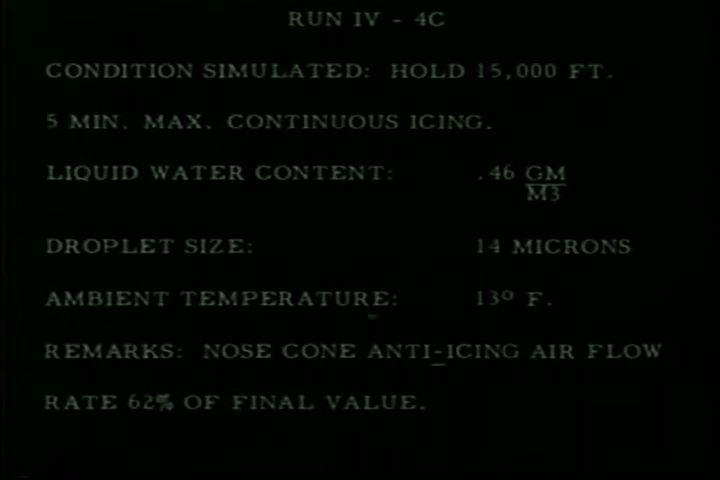 RUN IV - 4C
CONDITION SIMULATED: HOLD 15,000 FT.
5 MIN. MAX. CONTINUOUS ICING.
LIQUID WATER CONTENT: .46 GM
M3
DROPLET SIZE: 14 MICRONS
AMBIENT TEMPERATURE: 13° F.
REMARKS: NOSE CONE ANTI-ICING AIR FLOW
RATE 62% OF FINAL VALUE.